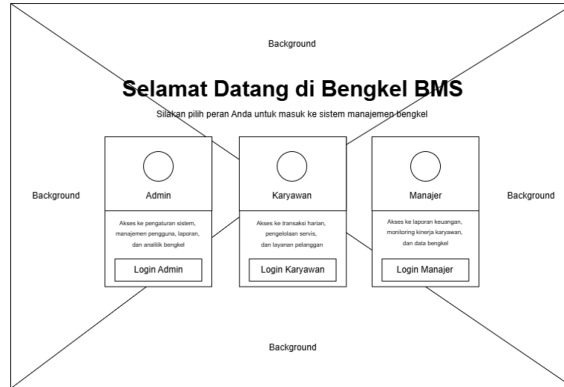 Background
Selamat Datang di Bengkel BMS
Silakan pilih peran Anda untuk masuk ke sistem manajemen bengkel
Background
Admin
Akses ke pengaturan sistem,
manajemen pengguna, laporan,
dan analitik bengkel
Login Admin
Karyawan
Akses ke transaksi harian,
pengelolaan servis,
dan layanan pelanggan
Login Karyawan
Manajer
Akses ke laporan keuangan,
monitoring kinerja karyawan,
dan data bengkel
Login Manajer
Background
Background